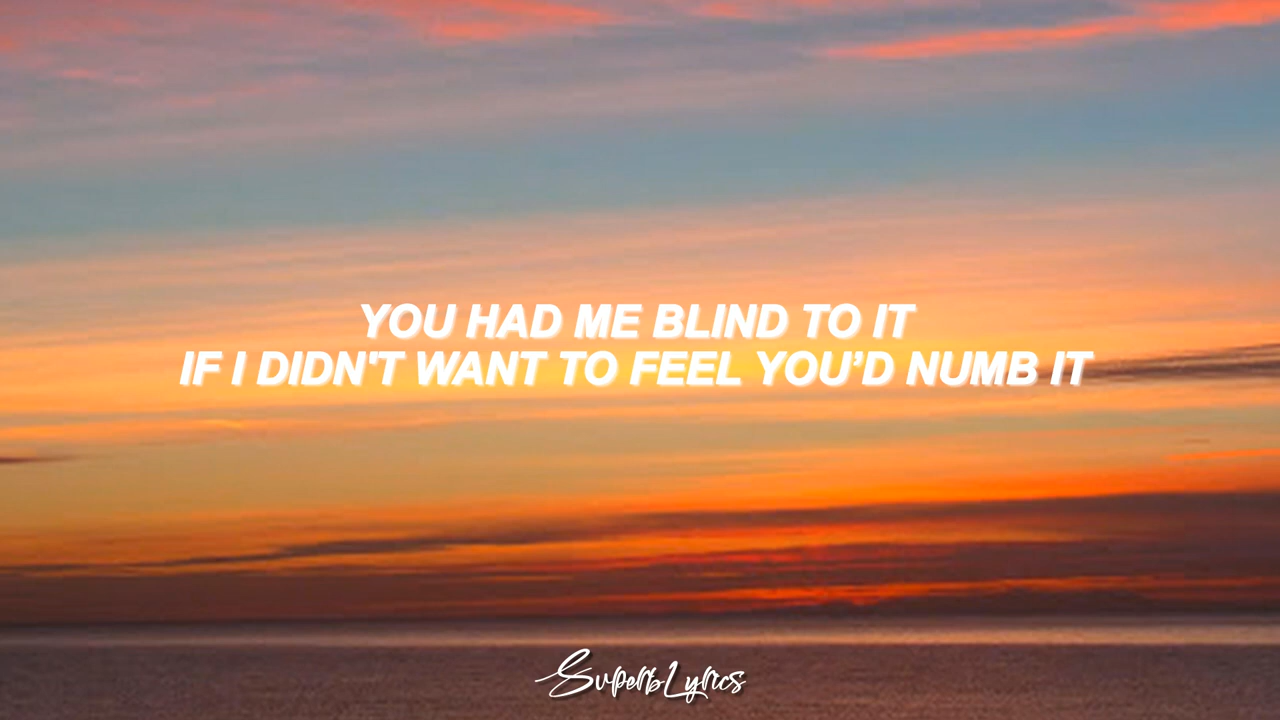 YOU HAD ME BLIND TO IT
IF I DIDN'T WANT TO FEEL YOU’D NUMB IT
SuperbLyrics